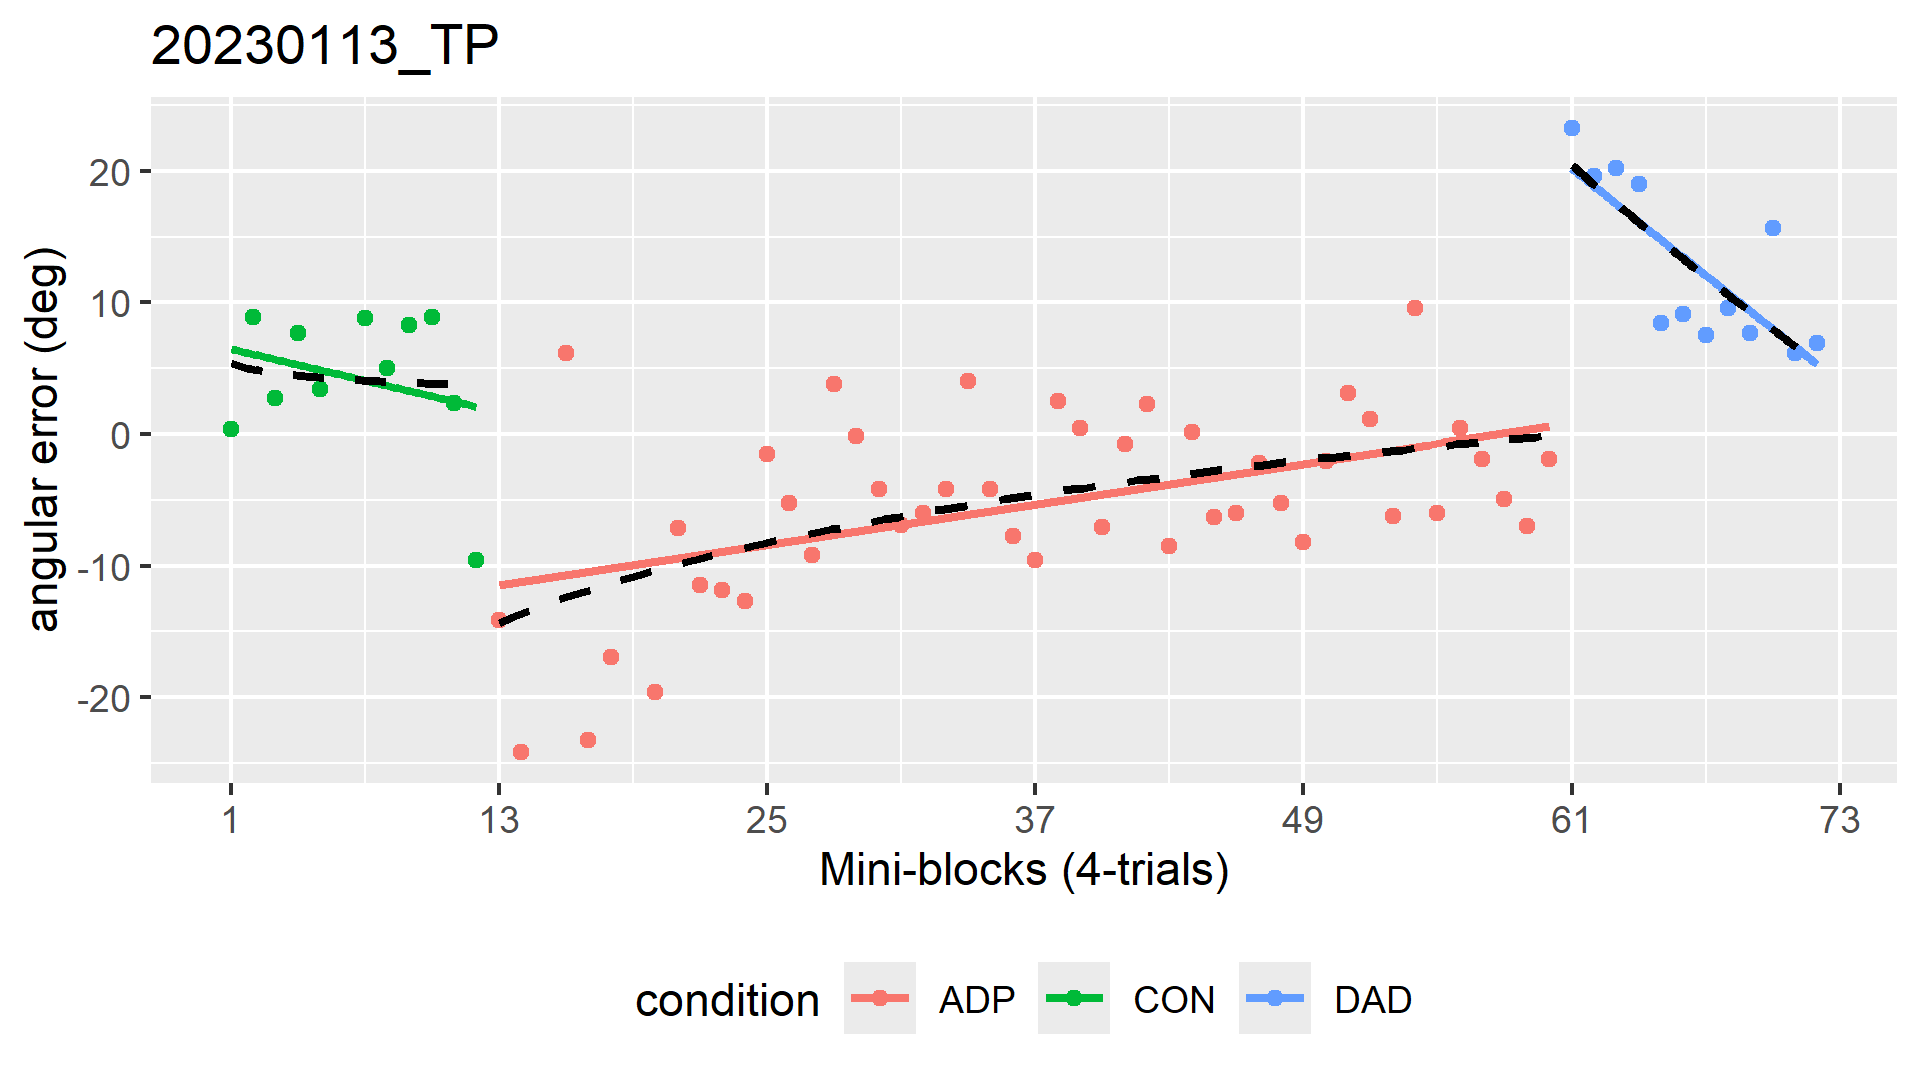 20230113_TP
angular error (deg)
20
10
0
-10
-20
1 13 25 37 49 61 73
Mini-blocks (4-trials)
condition ADP CON DAD